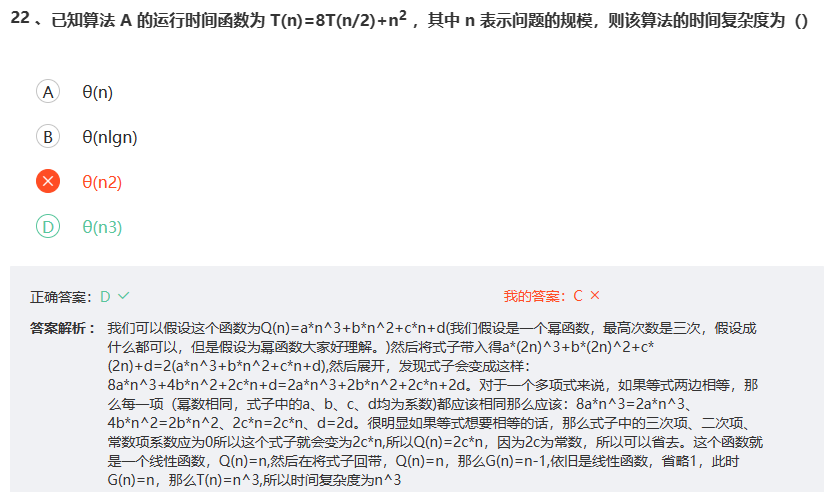 22 、已知算法 A 的运行时间函数为 T(n)=8T(n/2)+n² ，其中 n 表示问题的规模，则该算法的时间复杂度为（）
A θ(n)
B θ(nlgn)
θ(n2)
D θ(n3)
正确答案：D 我的答案：C
答案解析： 我们可以假设这个函数为Q(n)=a*n^3+b*n^2+c*n+d(我们假设是一个幂函数，最高次数是三次，假设成
什么都可以，但是假设为幂函数大家好理解。)然后将式子带入得a*(2n)^3+b*(2n)^2+c*
(2n)+d=2(a*n^3+b*n^2+c*n+d),然后展开，发现式子会变成这样：
8a*n^3+4b*n^2+2c*n+d=2a*n^3+2b*n^2+2c*n+2d。对于一个多项式来说，如果等式两边相等，那
么每一项（幂数相同，式子中的a、b、c、d均为系数)都应该相同那么应该：8a*n^3=2a*n^3、
4b*n^2=2b*n^2、2c*n=2c*n、d=2d。很明显如果等式想要相等的话，那么式子中的三次项、二次项、
常数项系数应为0所以这个式子就会变为2c*n,所以Q(n)=2c*n，因为2c为常数，所以可以省去。这个函数就
是一个线性函数，Q(n)=n,然后在将式子回带，Q(n)=n，那么G(n)=n-1,依旧是线性函数，省略1，此时
G(n)=n，那么T(n)=n^3,所以时间复杂度为n^3